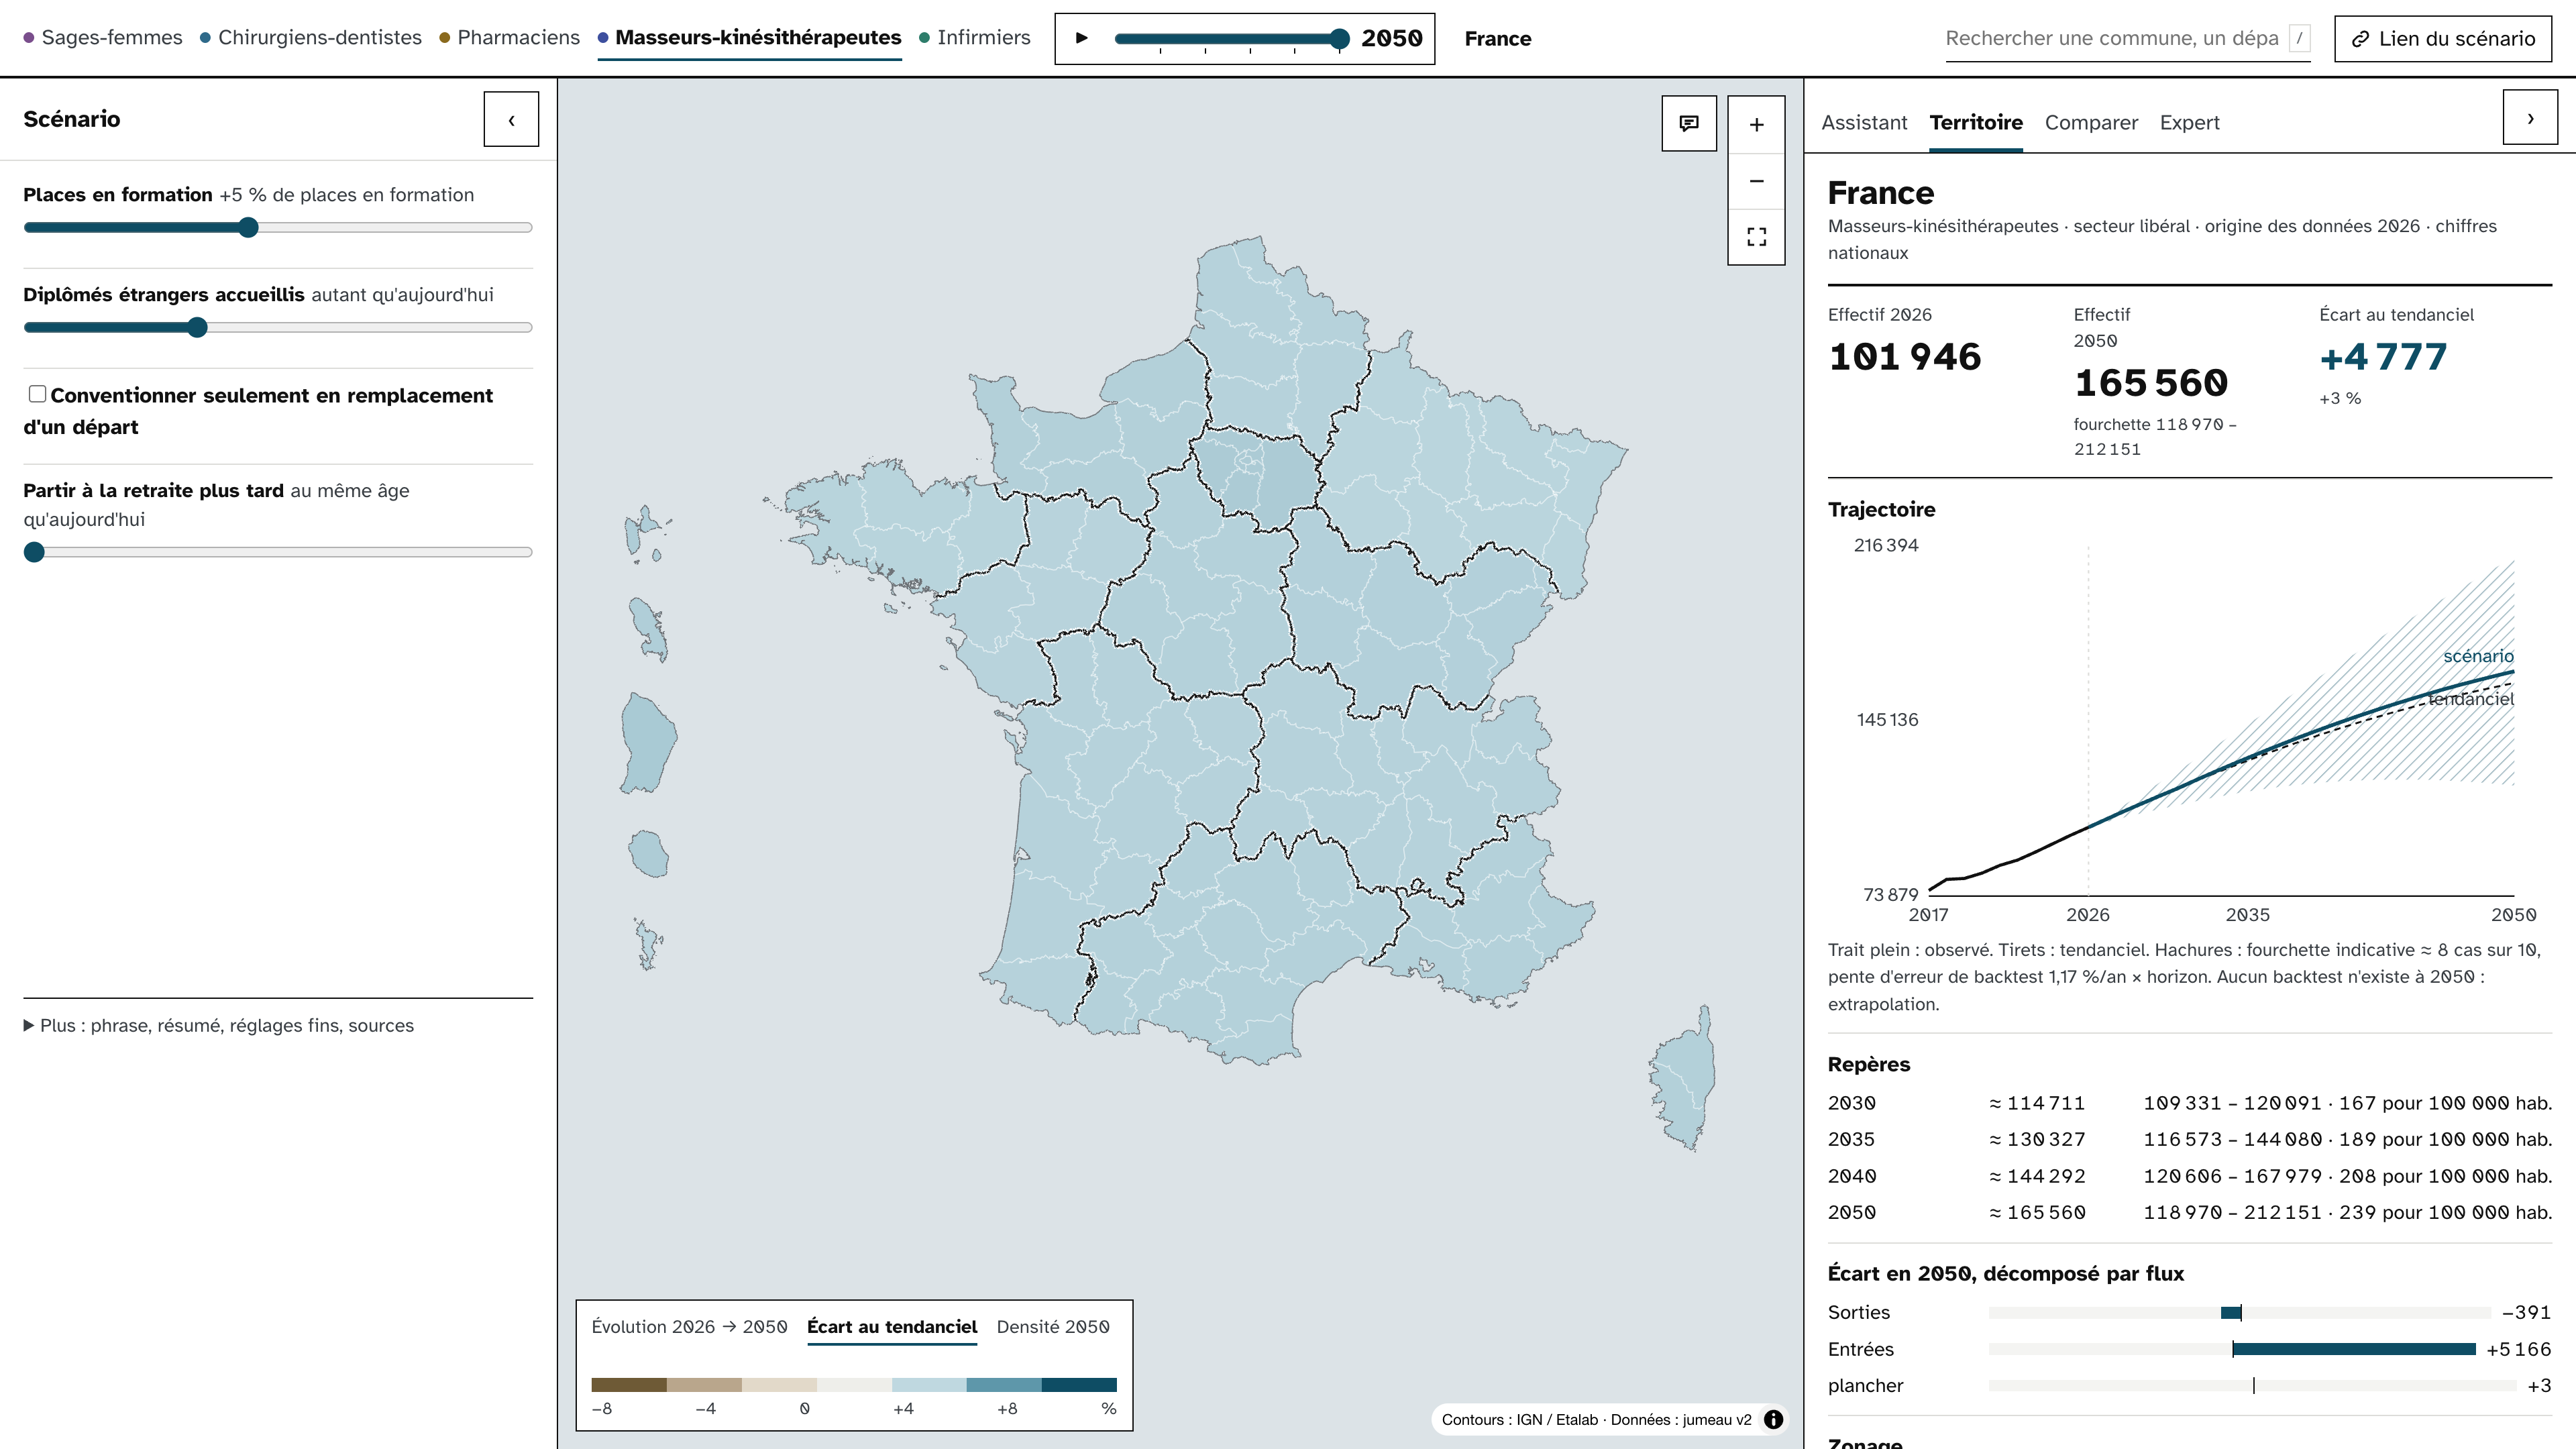 Sages-femmes
Chirurgiens-dentistes
Pharmaciens
Masseurs-kinésithérapeutes
Infirmiers
2050
France
Rechercher une commune, un dépa
/
Lien du scénario
Scénario
Places en formation +5 % de places en formation
Diplômés étrangers accueillis autant qu'aujourd'hui
Conventionner seulement en remplacement
d'un départ
Partir à la retraite plus tard au même âge
qu'aujourd'hui
Plus : phrase, résumé, réglages fins, sources
Évolution 2026 → 2050
Écart au tendanciel
Densité 2050
−8 −4 0 +4 +8 %
Contours : IGN / Etalab · Données : jumeau v2
Assistant
Territoire
Comparer
Expert
France
Masseurs-kinésithérapeutes · secteur libéral · origine des données 2026 · chiffres
nationaux
Effectif 2026
101 946
Effectif
2050
165 560
fourchette 118 970 –
212 151
Écart au tendanciel
+4 777
+3 %
Trajectoire
216 394
145 136
73 879
scénario
tendanciel
2017 2026 2035 2050
Trait plein : observé. Tirets : tendanciel. Hachures : fourchette indicative ≈ 8 cas sur 10,
pente d'erreur de backtest 1,17 %/an × horizon. Aucun backtest n'existe à 2050 :
extrapolation.
Repères
2030 ≈ 114 711 109 331 – 120 091 · 167 pour 100 000 hab.
2035 ≈ 130 327 116 573 – 144 080 · 189 pour 100 000 hab.
2040 ≈ 144 292 120 606 – 167 979 · 208 pour 100 000 hab.
2050 ≈ 165 560 118 970 – 212 151 · 239 pour 100 000 hab.
Écart en 2050, décomposé par flux
Sorties −391
Entrées +5 166
plancher +3
Zonage